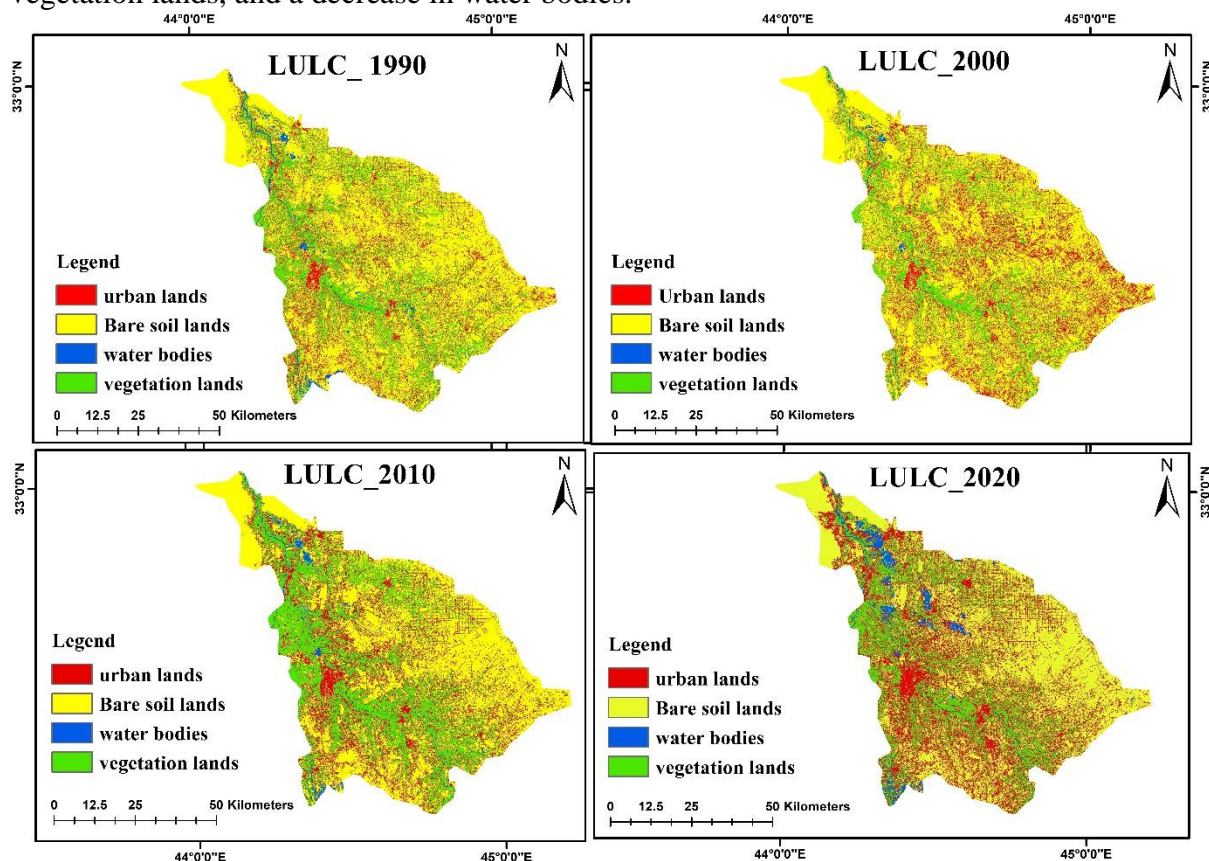 vegetation lands, and a decrease in water bodies.
44°0'0"E 45°0'0"E 44°0'0"E 45°0'0"E
33°0'0"N
LULC_ 1990
N
Legend
urban lands
Bare soil lands
water bodies
vegetation lands
0 12.5 25 50 Kilometers
LULC_2000
N
33°0'0"N
Legend
Urban lands
Bare soil lands
water bodies
vegetation lands
0 12.5 25 50 Kilometers
33°0'0"N
LULC_2010
N
Legend
urban lands
Bare soil lands
water bodies
vegetation lands
0 12.5 25 50 Kilometers
LULC_2020
N
33°0'0"N
Legend
urban lands
Bare soil lands
water bodies
vegetation lands
0 12.5 25 50 Kilometers
44°0'0"E 45°0'0"E 44°0'0"E 45°0'0"E